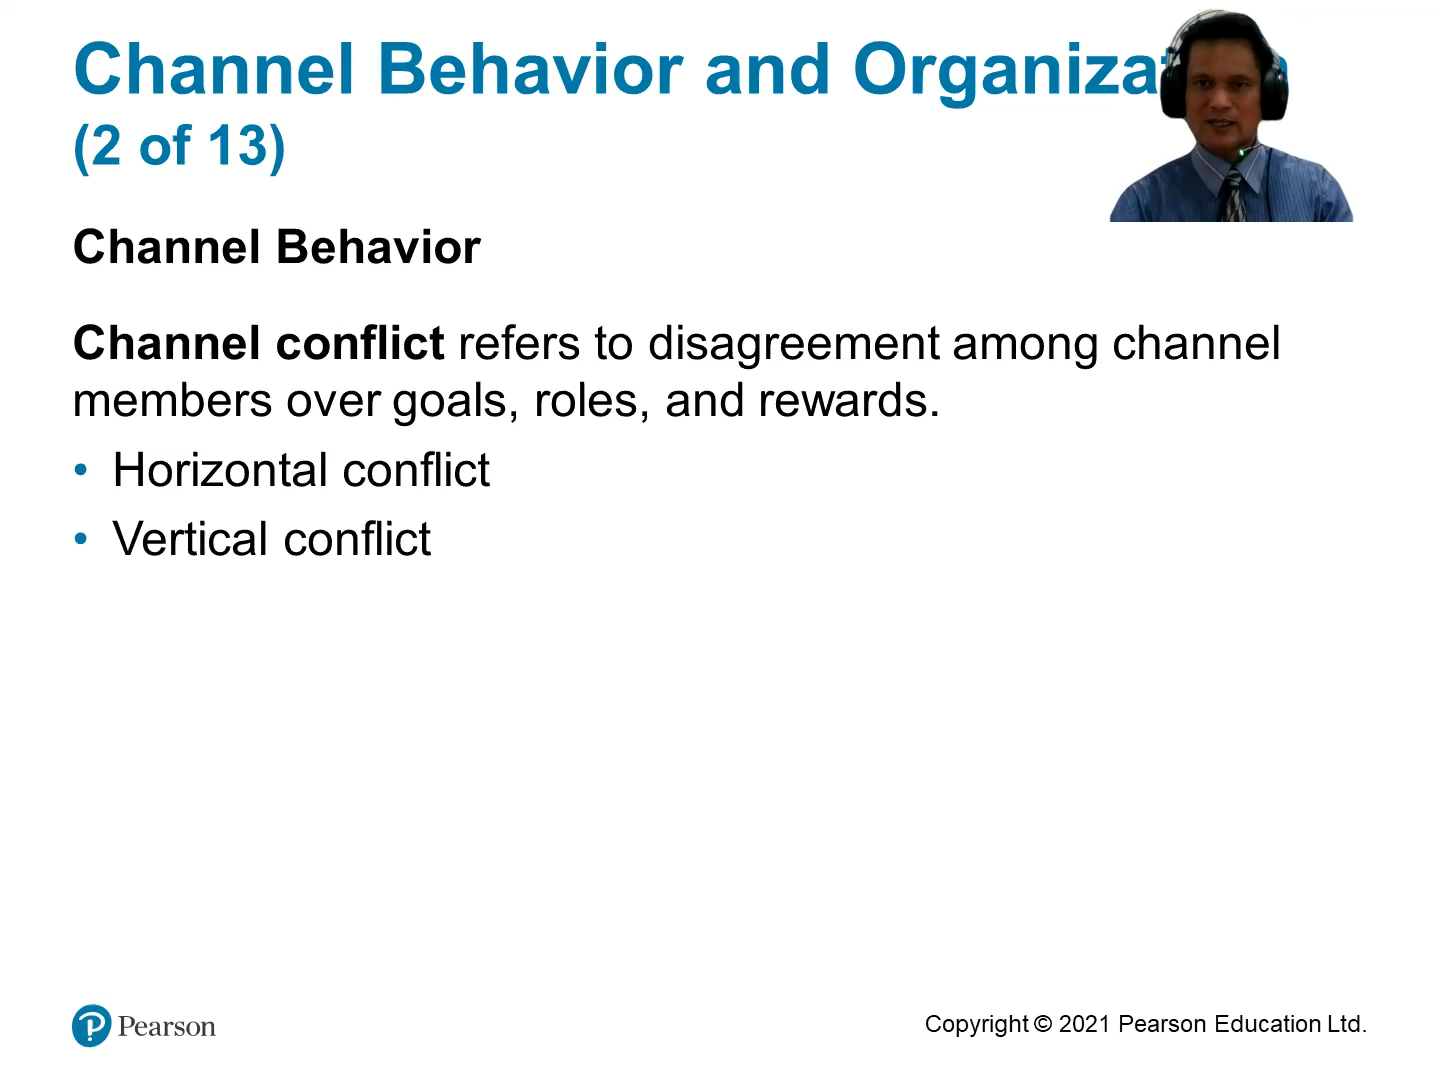 Channel Behavior and Organiza
(2 of 13)
Channel Behavior
Channel conflict refers to disagreement among channel
members over goals, roles, and rewards.
• Horizontal conflict
• Vertical conflict
Pearson
Copyright © 2021 Pearson Education Ltd.